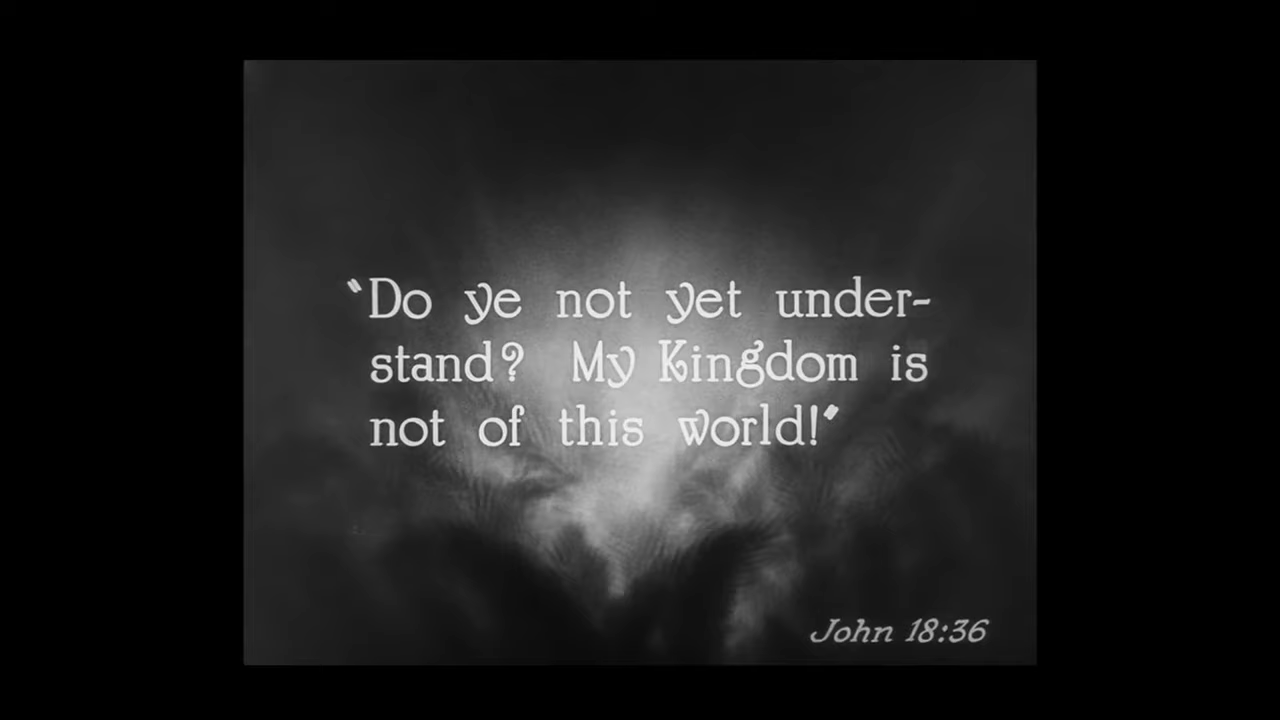 "Do ye not yet under-
stand? My Kingdom is
not of this world!"
John 18:36